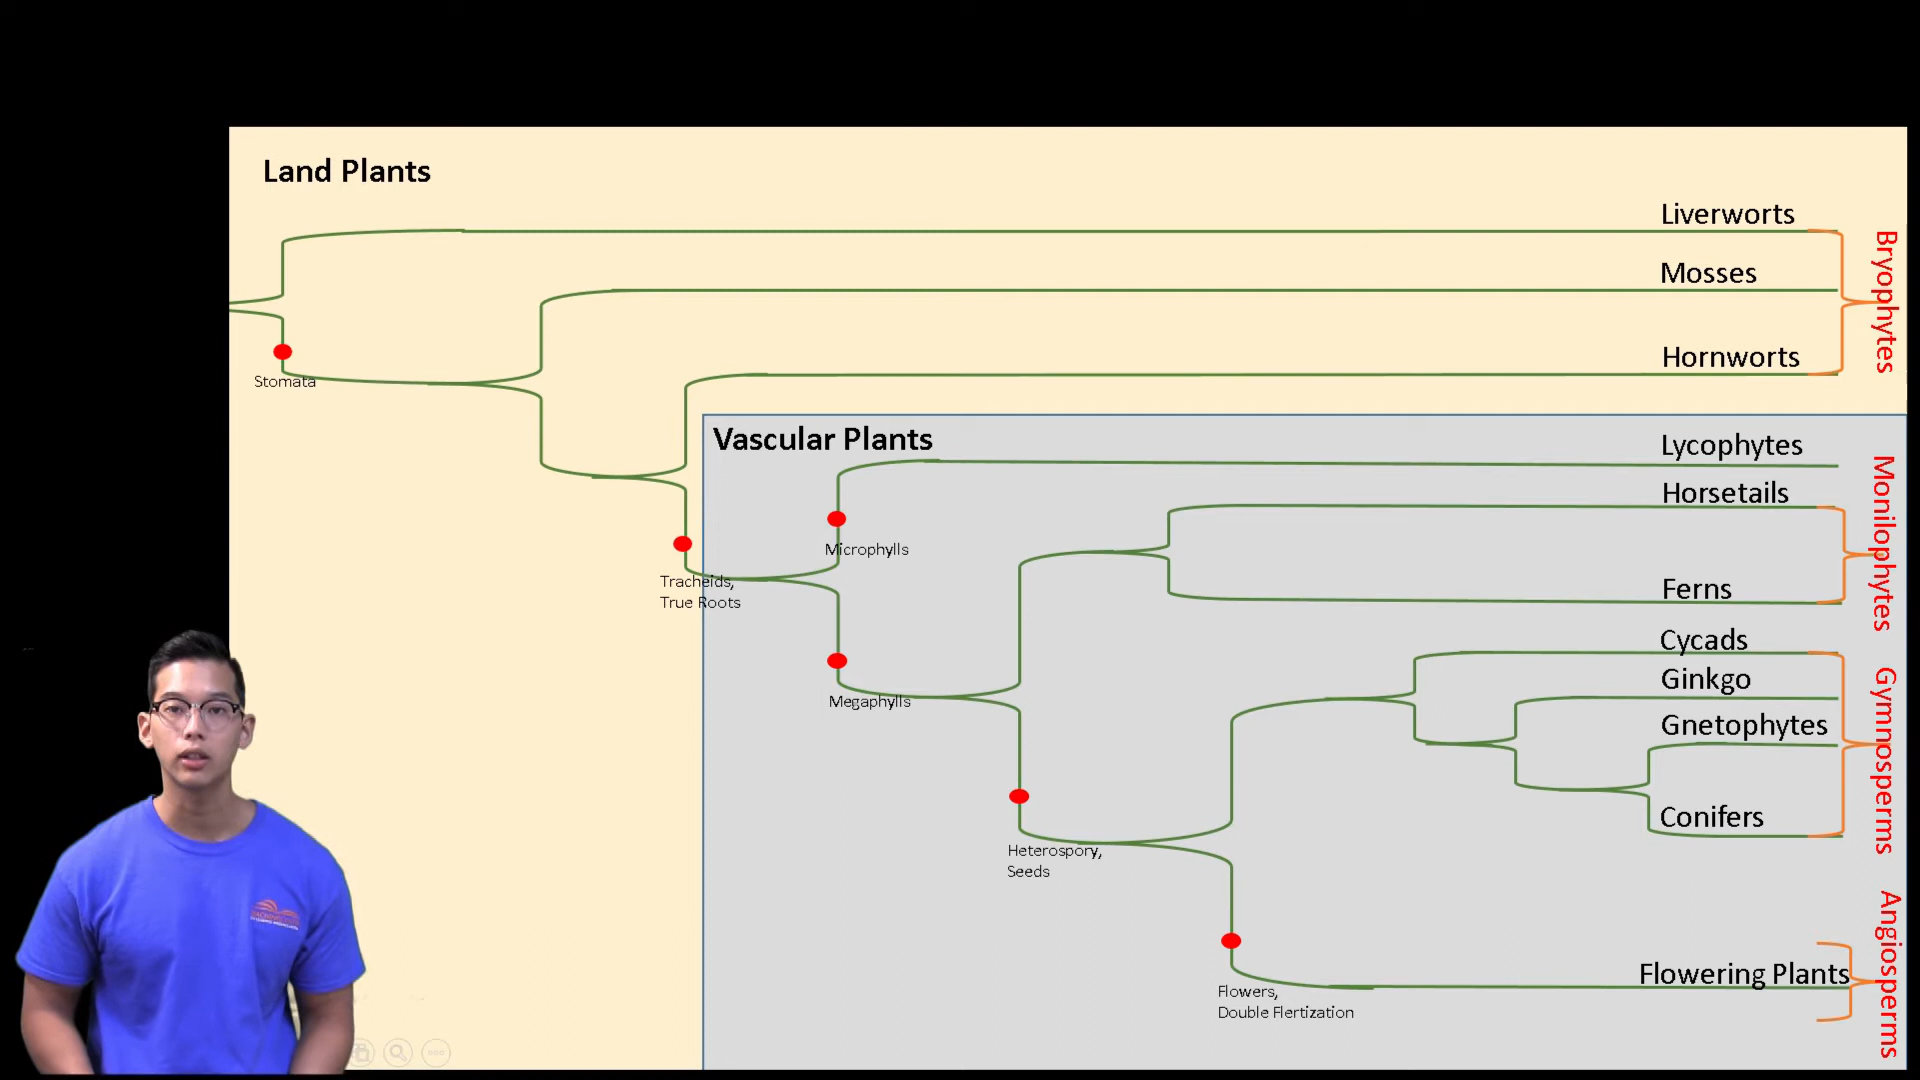 Land Plants
Liverworts
Mosses
Hornworts
Bryophytes
Stomata
Vascular Plants
Lycophytes
Horsetails
Ferns
Monilophytes
Microphylls
Tracheids,
True Roots
Megaphylls
Cycads
Ginkgo
Gnetophytes
Conifers
Gymnosperms
Heterospory,
Seeds
Flowering Plants
Angiosperms
Flowers,
Double Flertization